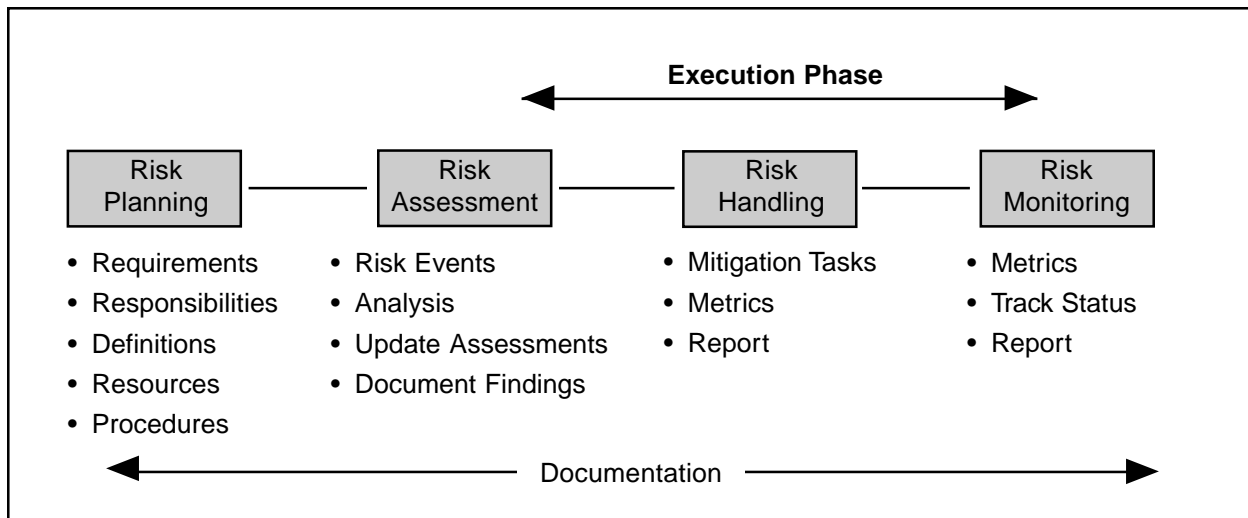 Execution Phase
Risk
Planning
Risk
Assessment
Risk
Handling
Risk
Monitoring
• Requirements
• Responsibilities
• Definitions
• Resources
• Procedures
• Risk Events
• Analysis
• Update Assessments
• Document Findings
• Mitigation Tasks
• Metrics
• Report
• Metrics
• Track Status
• Report
Documentation